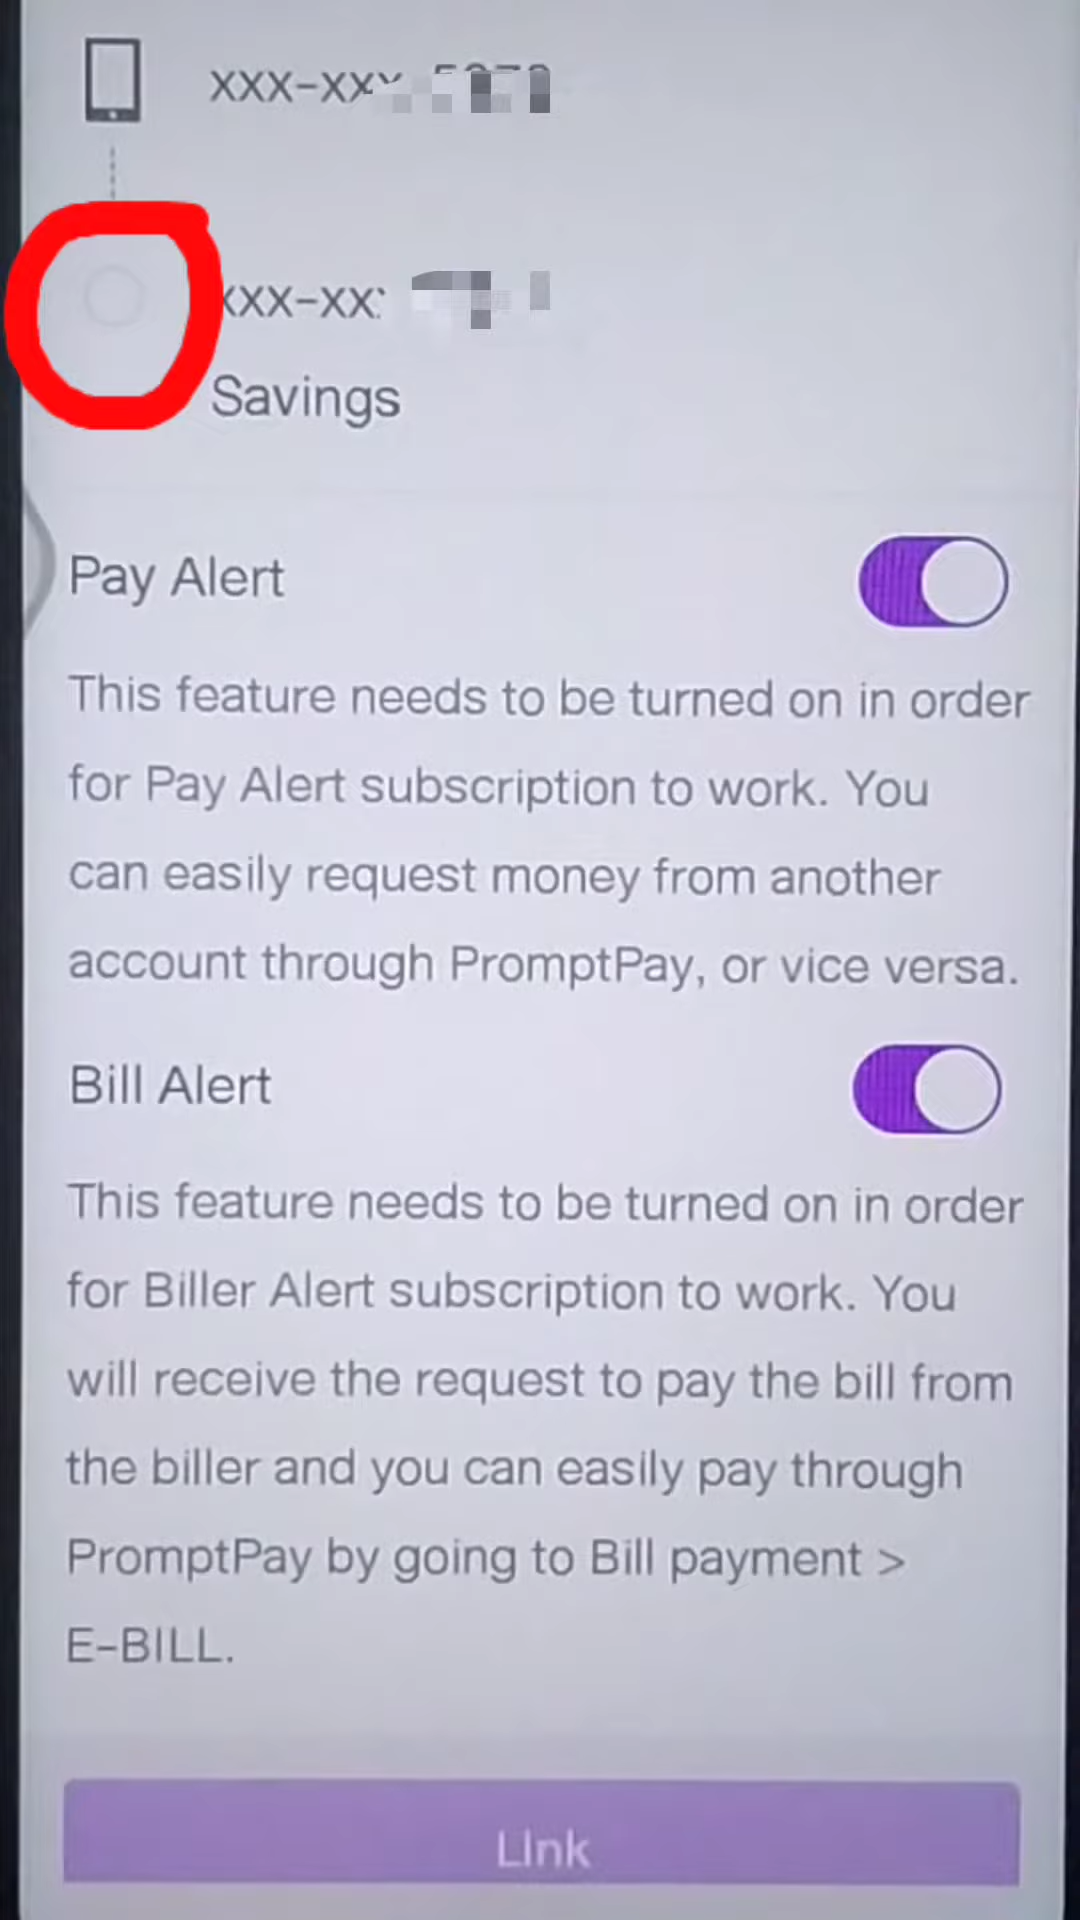 xxx-xx
xxx-xx
Savings
Pay Alert
This feature needs to be turned on in order
for Pay Alert subscription to work. You
can easily request money from another
account through PromptPay, or vice versa.
Bill Alert
This feature needs to be turned on in order
for Biller Alert subscription to work. You
will receive the request to pay the bill from
the biller and you can easily pay through
PromptPay by going to Bill payment >
E-BILL.
Link